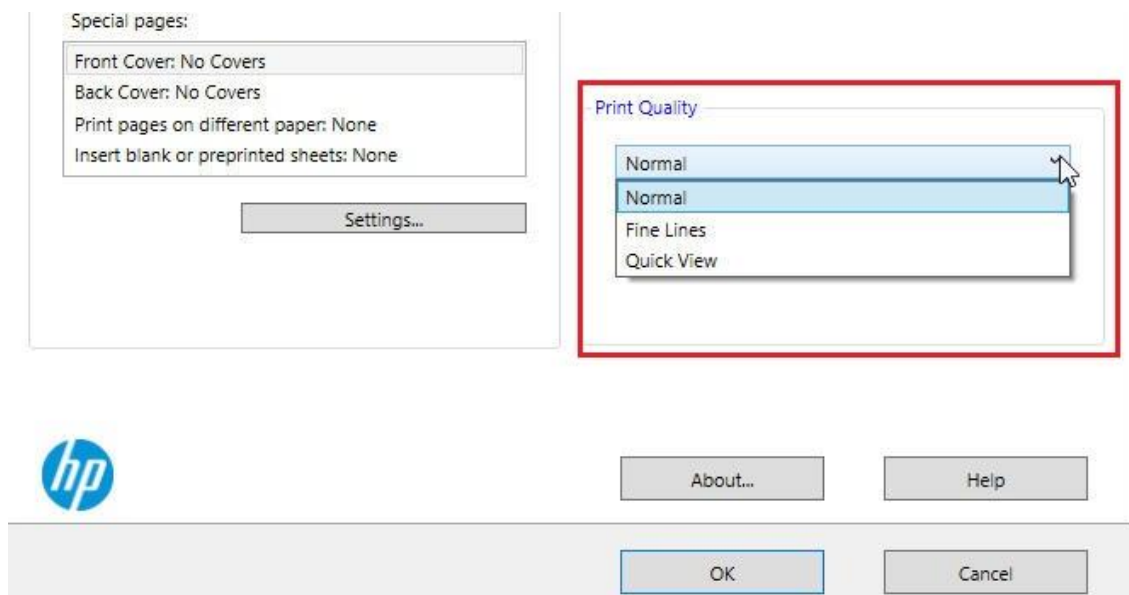 Special pages:
Front Cover: No Covers
Back Cover: No Covers
Print pages on different paper: None
Insert blank or preprinted sheets: None
Settings...
Print Quality
Normal
Normal
Fine Lines
Quick View
hp
About...
Help
OK
Cancel